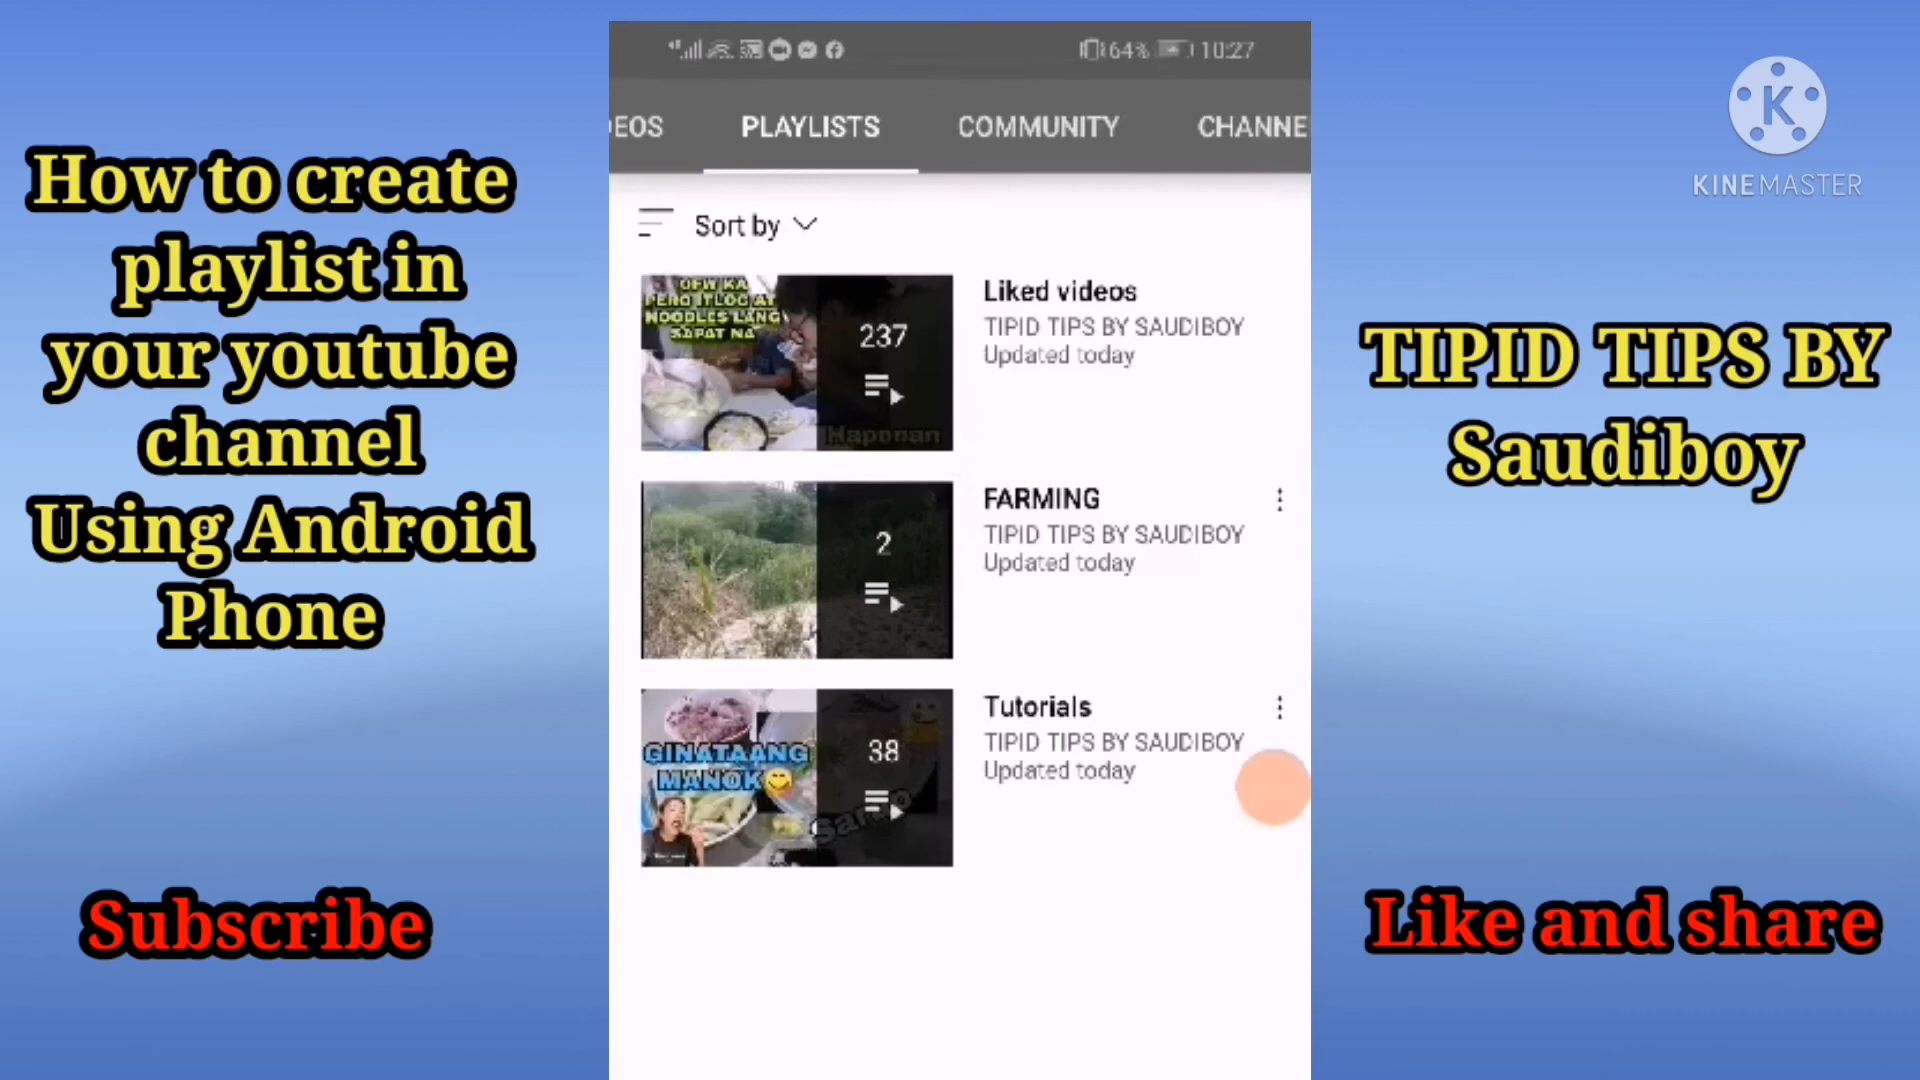 How to create
playlist in
your youtube
channel
Using Android
Phone
Subscribe
64% 10:27
EOS PLAYLISTS COMMUNITY CHANNE
Sort by
OFW KA
PERO ITLOG AT
NOODLES LANG
SAPAT NA
Haponan
237
Liked videos
TIPID TIPS BY SAUDIBOY
Updated today
2
FARMING
TIPID TIPS BY SAUDIBOY
Updated today
GINATAANG
MANOK
38
Tutorials
TIPID TIPS BY SAUDIBOY
Updated today
K
KINEMASTER
TIPID TIPS BY
Saudiboy
Like and share